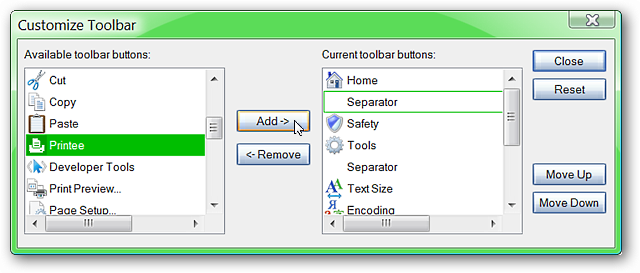 Customize Toolbar
Available toolbar buttons:
Cut
Copy
Paste
Printee
Developer Tools
Print Preview...
Page Setup...
Add ->
<- Remove
Current toolbar buttons:
Home
Separator
Safety
Tools
Separator
Text Size
Encoding
Close
Reset
Move Up
Move Down